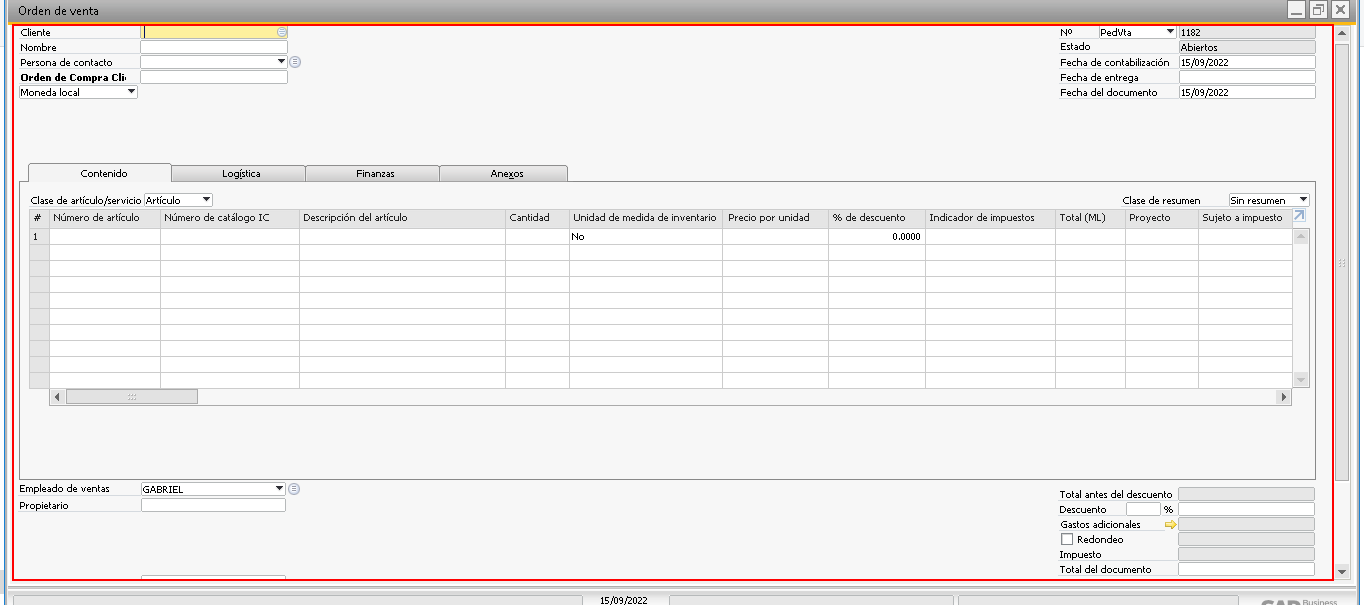 Orden de venta
Cliente
Nombre
Persona de contacto
Orden de Compra Cli
Moneda local
Nº PedVta 1182
Estado Abiertos
Fecha de contabilización 15/09/2022
Fecha de entrega
Fecha del documento 15/09/2022
Contenido Logística Finanzas Anexos
Clase de artículo/servicio Artículo Clase de resumen Sin resumen
# Número de artículo Número de catálogo IC Descripción del artículo Cantidad Unidad de medida de inventario Precio por unidad % de descuento Indicador de impuestos Total (ML) Proyecto Sujeto a impuesto
1 No 0.0000
Empleado de ventas GABRIEL
Propietario
Total antes del descuento
Descuento %
Gastos adicionales
Redondeo
Impuesto
Total del documento
15/09/2022
SAP Business